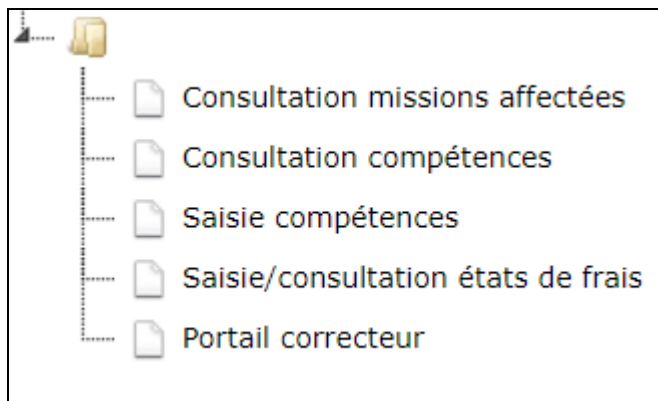 Consultation missions affectées
Consultation compétences
Saisie compétences
Saisie/consultation états de frais
Portail correcteur